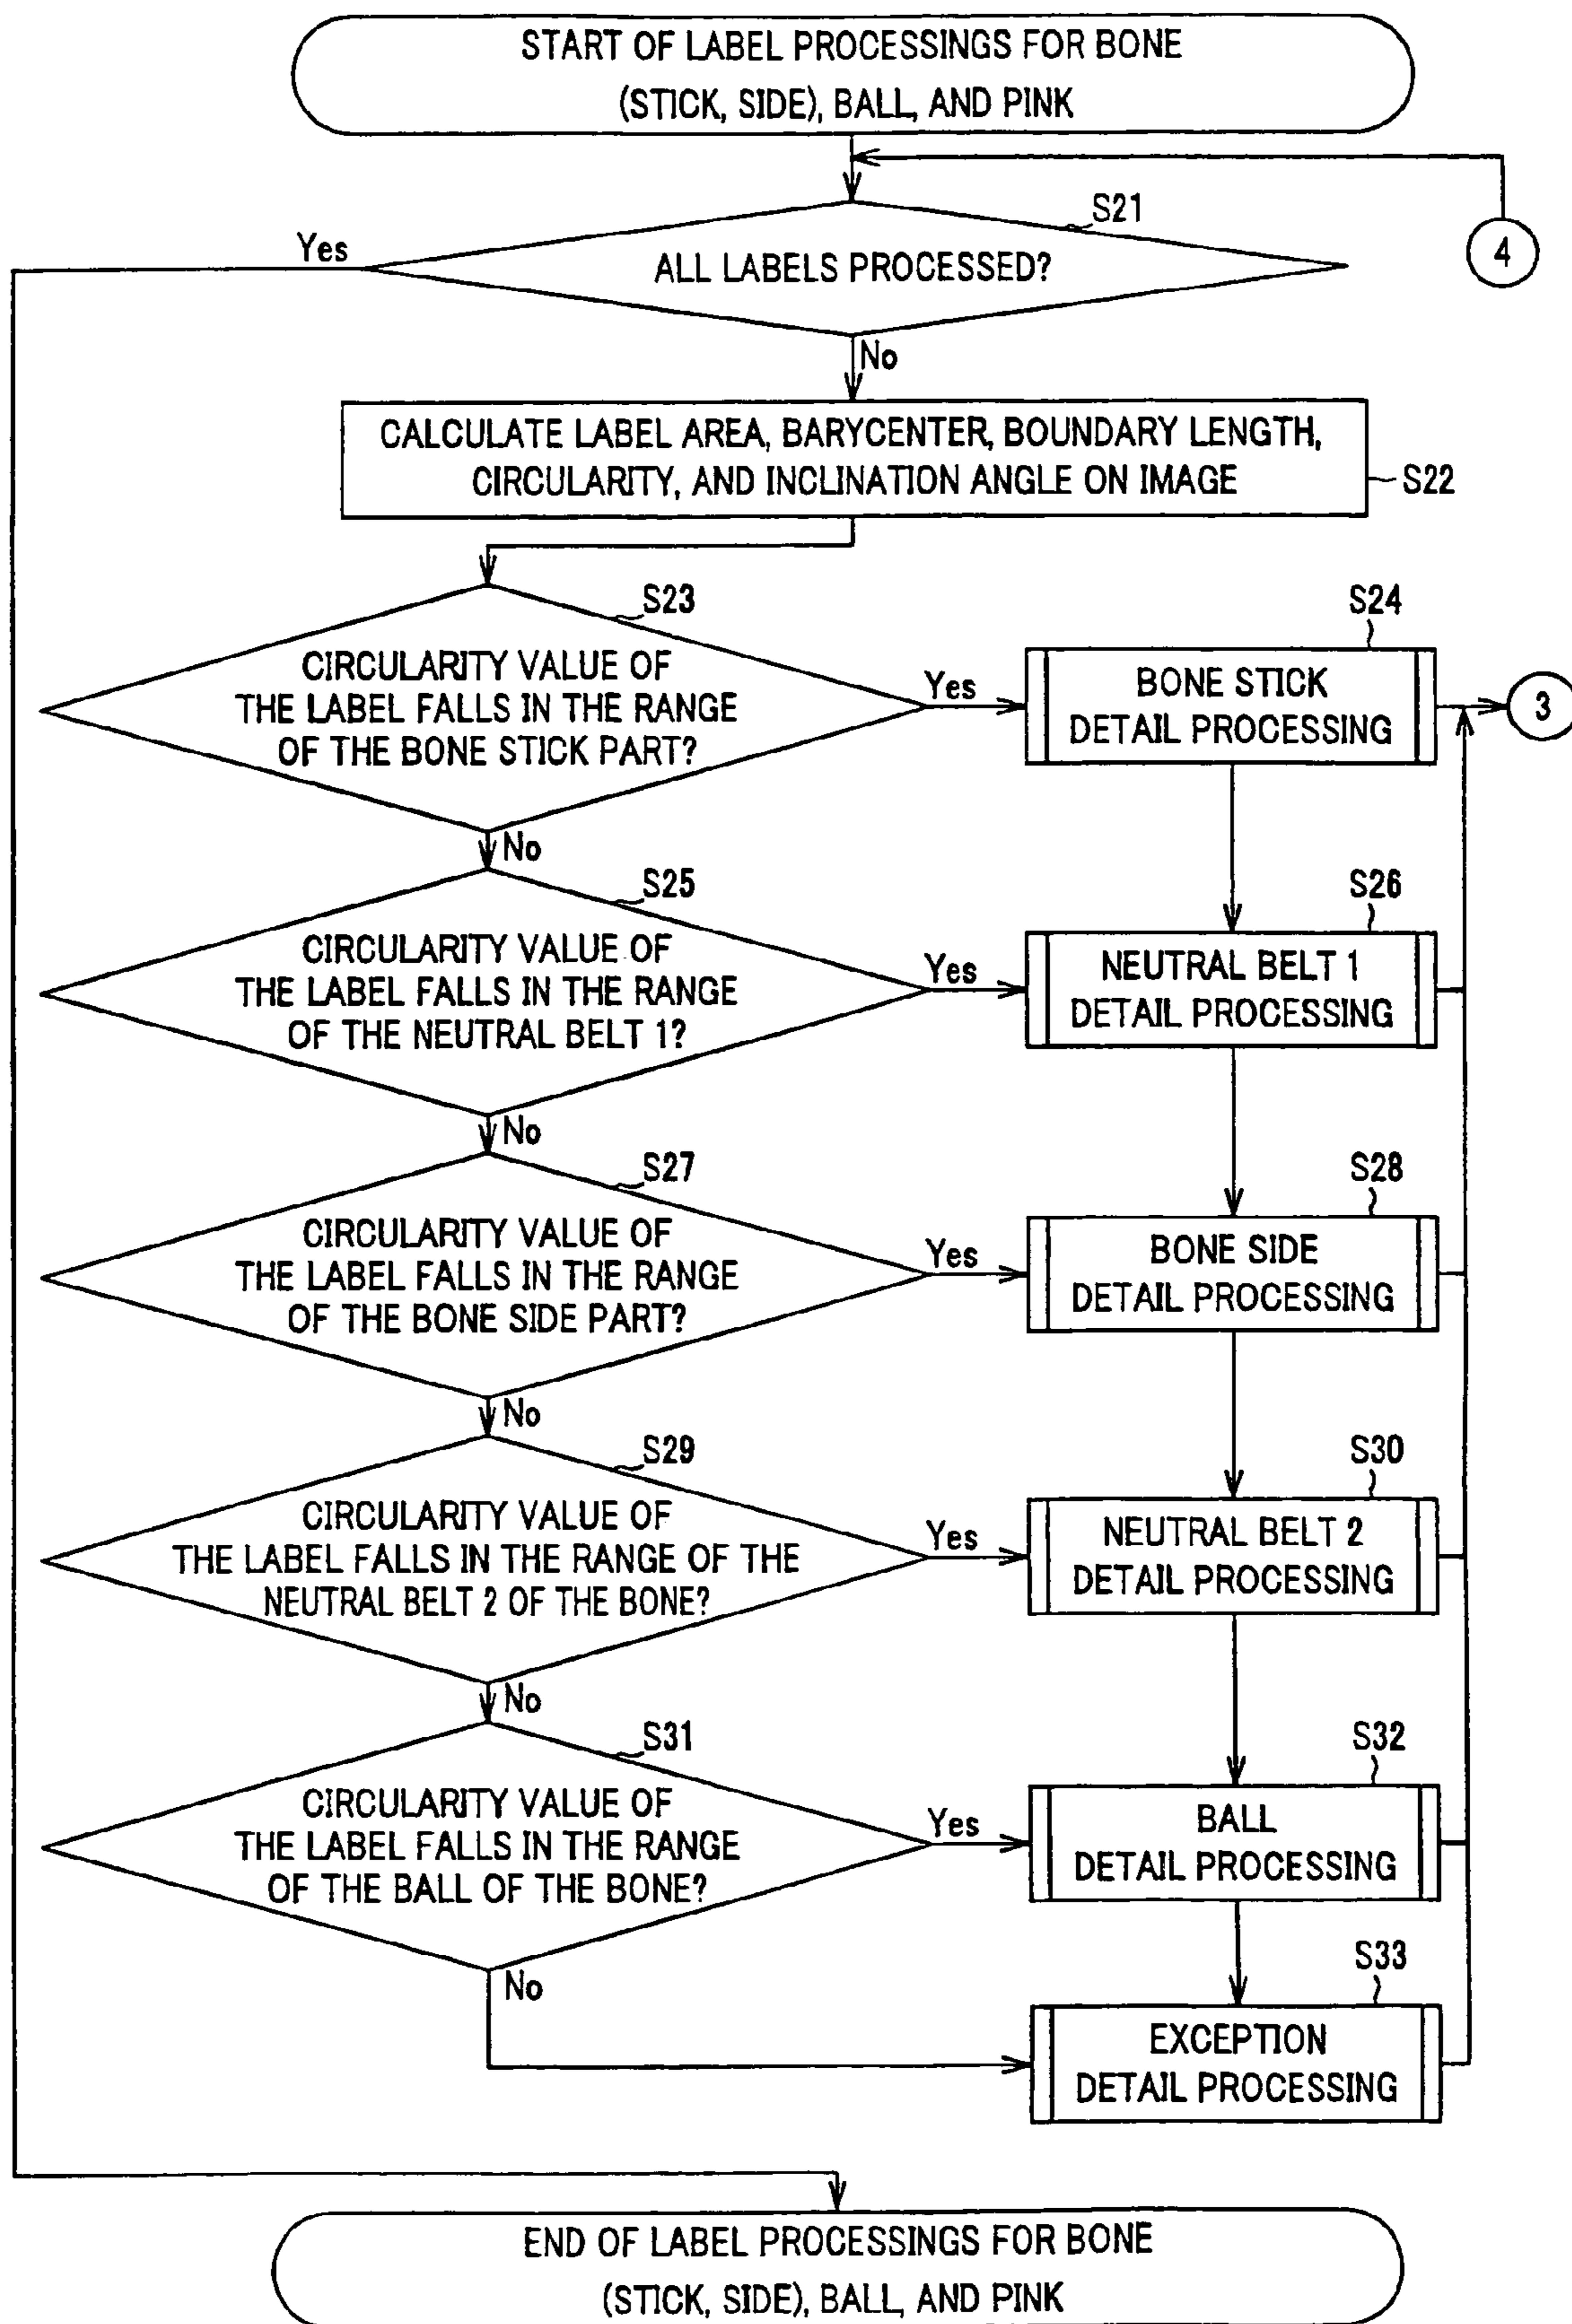 START OF LABEL PROCESSINGS FOR BONE
(STICK, SIDE), BALL, AND PINK
S21
Yes
ALL LABELS PROCESSED?
4
No
CALCULATE LABEL AREA, BARYCENTER, BOUNDARY LENGTH,
CIRCULARITY, AND INCLINATION ANGLE ON IMAGE
S22
S23
CIRCULARITY VALUE OF
THE LABEL FALLS IN THE RANGE
OF THE BONE STICK PART?
Yes
S24
BONE STICK
DETAIL PROCESSING
3
No
S25
CIRCULARITY VALUE OF
THE LABEL FALLS IN THE RANGE
OF THE NEUTRAL BELT 1?
Yes
S26
NEUTRAL BELT 1
DETAIL PROCESSING
No
S27
CIRCULARITY VALUE OF
THE LABEL FALLS IN THE RANGE
OF THE BONE SIDE PART?
Yes
S28
BONE SIDE
DETAIL PROCESSING
No
S29
CIRCULARITY VALUE OF
THE LABEL FALLS IN THE RANGE OF THE
NEUTRAL BELT 2 OF THE BONE?
Yes
S30
NEUTRAL BELT 2
DETAIL PROCESSING
No
S31
CIRCULARITY VALUE OF
THE LABEL FALLS IN THE RANGE
OF THE BALL OF THE BONE?
Yes
S32
BALL
DETAIL PROCESSING
No
S33
EXCEPTION
DETAIL PROCESSING
END OF LABEL PROCESSINGS FOR BONE
(STICK, SIDE), BALL, AND PINK